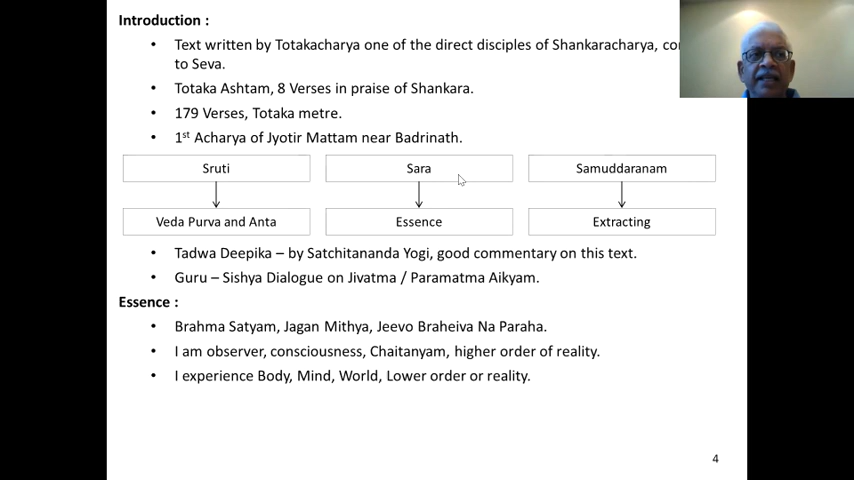 Introduction :
• Text written by Totakacharya one of the direct disciples of Shankaracharya,
to Seva.
• Totaka Ashtam, 8 Verses in praise of Shankara.
• 179 Verses, Totaka metre.
• 1st Acharya of Jyotir Mattam near Badrinath.
Sruti Sara Samuddaranam
Veda Purva and Anta Essence Extracting
• Tadwa Deepika – by Satchitananda Yogi, good commentary on this text.
• Guru – Sishya Dialogue on Jivatma / Paramatma Aikyam.
Essence :
• Brahma Satyam, Jagan Mithya, Jeevo Braheiva Na Paraha.
• I am observer, consciousness, Chaitanyam, higher order of reality.
• I experience Body, Mind, World, Lower order or reality.
4